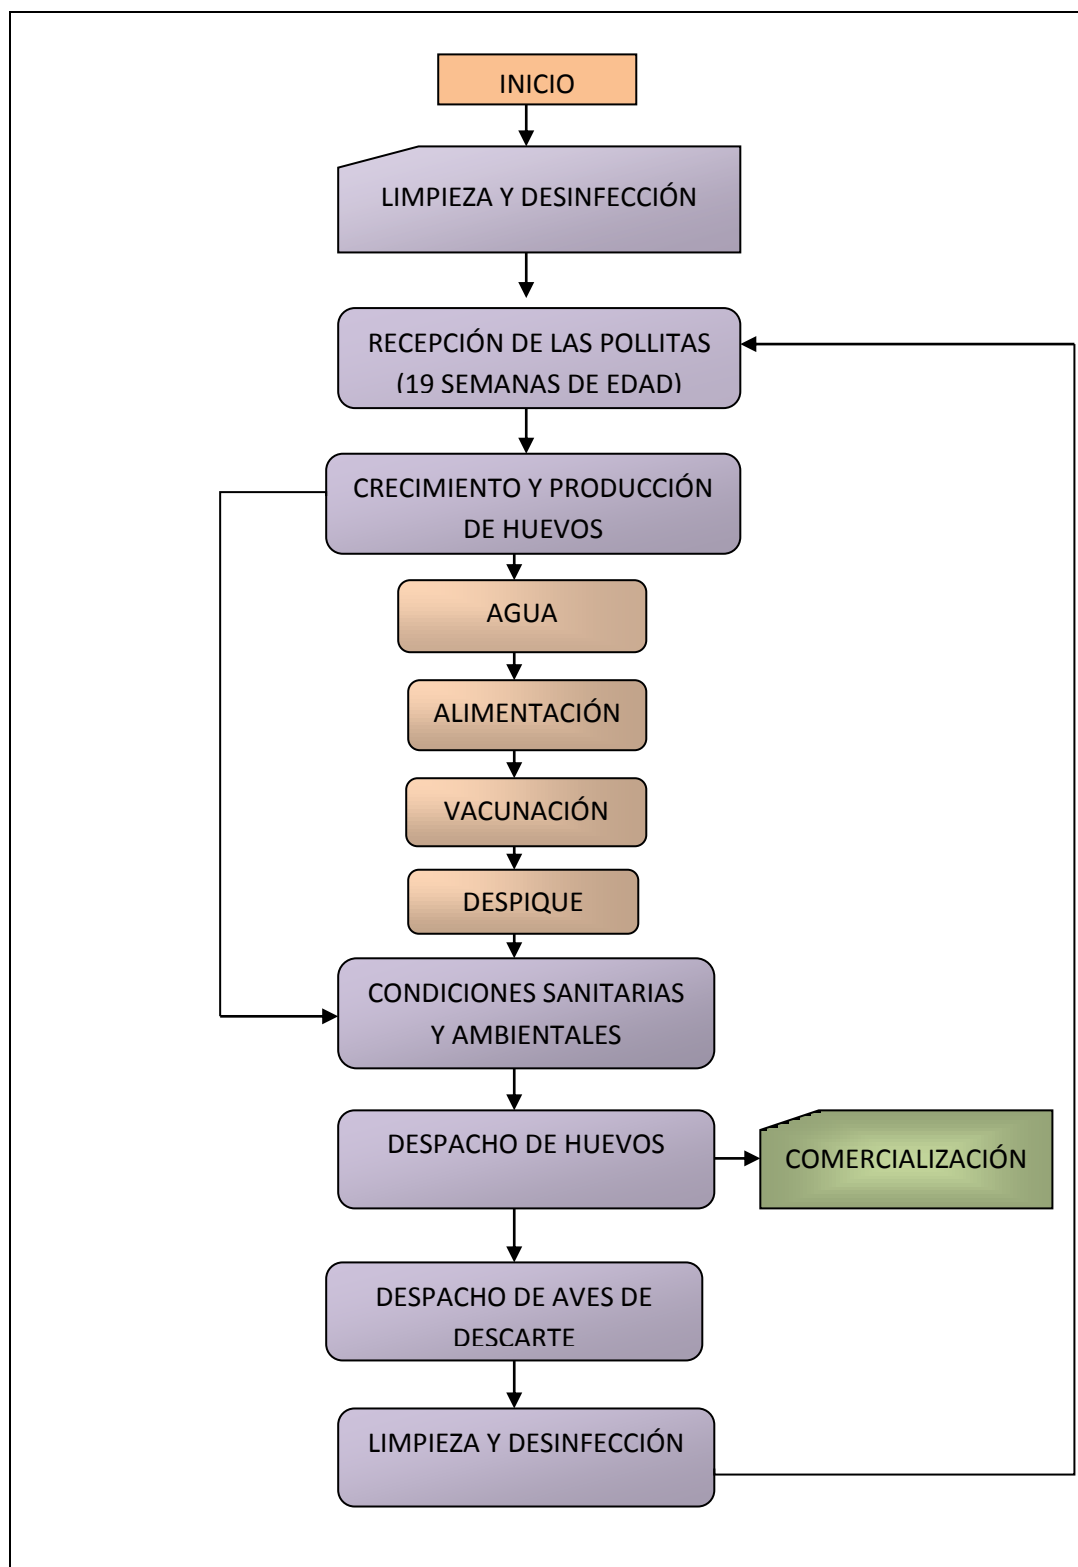 INICIO
LIMPIEZA Y DESINFECCIÓN
RECEPCIÓN DE LAS POLLITAS
(19 SEMANAS DE EDAD)
CRECIMIENTO Y PRODUCCIÓN
DE HUEVOS
AGUA
ALIMENTACIÓN
VACUNACIÓN
DESPIQUE
CONDICIONES SANITARIAS
Y AMBIENTALES
DESPACHO DE HUEVOS
COMERCIALIZACIÓN
DESPACHO DE AVES DE
DESCARTE
LIMPIEZA Y DESINFECCIÓN